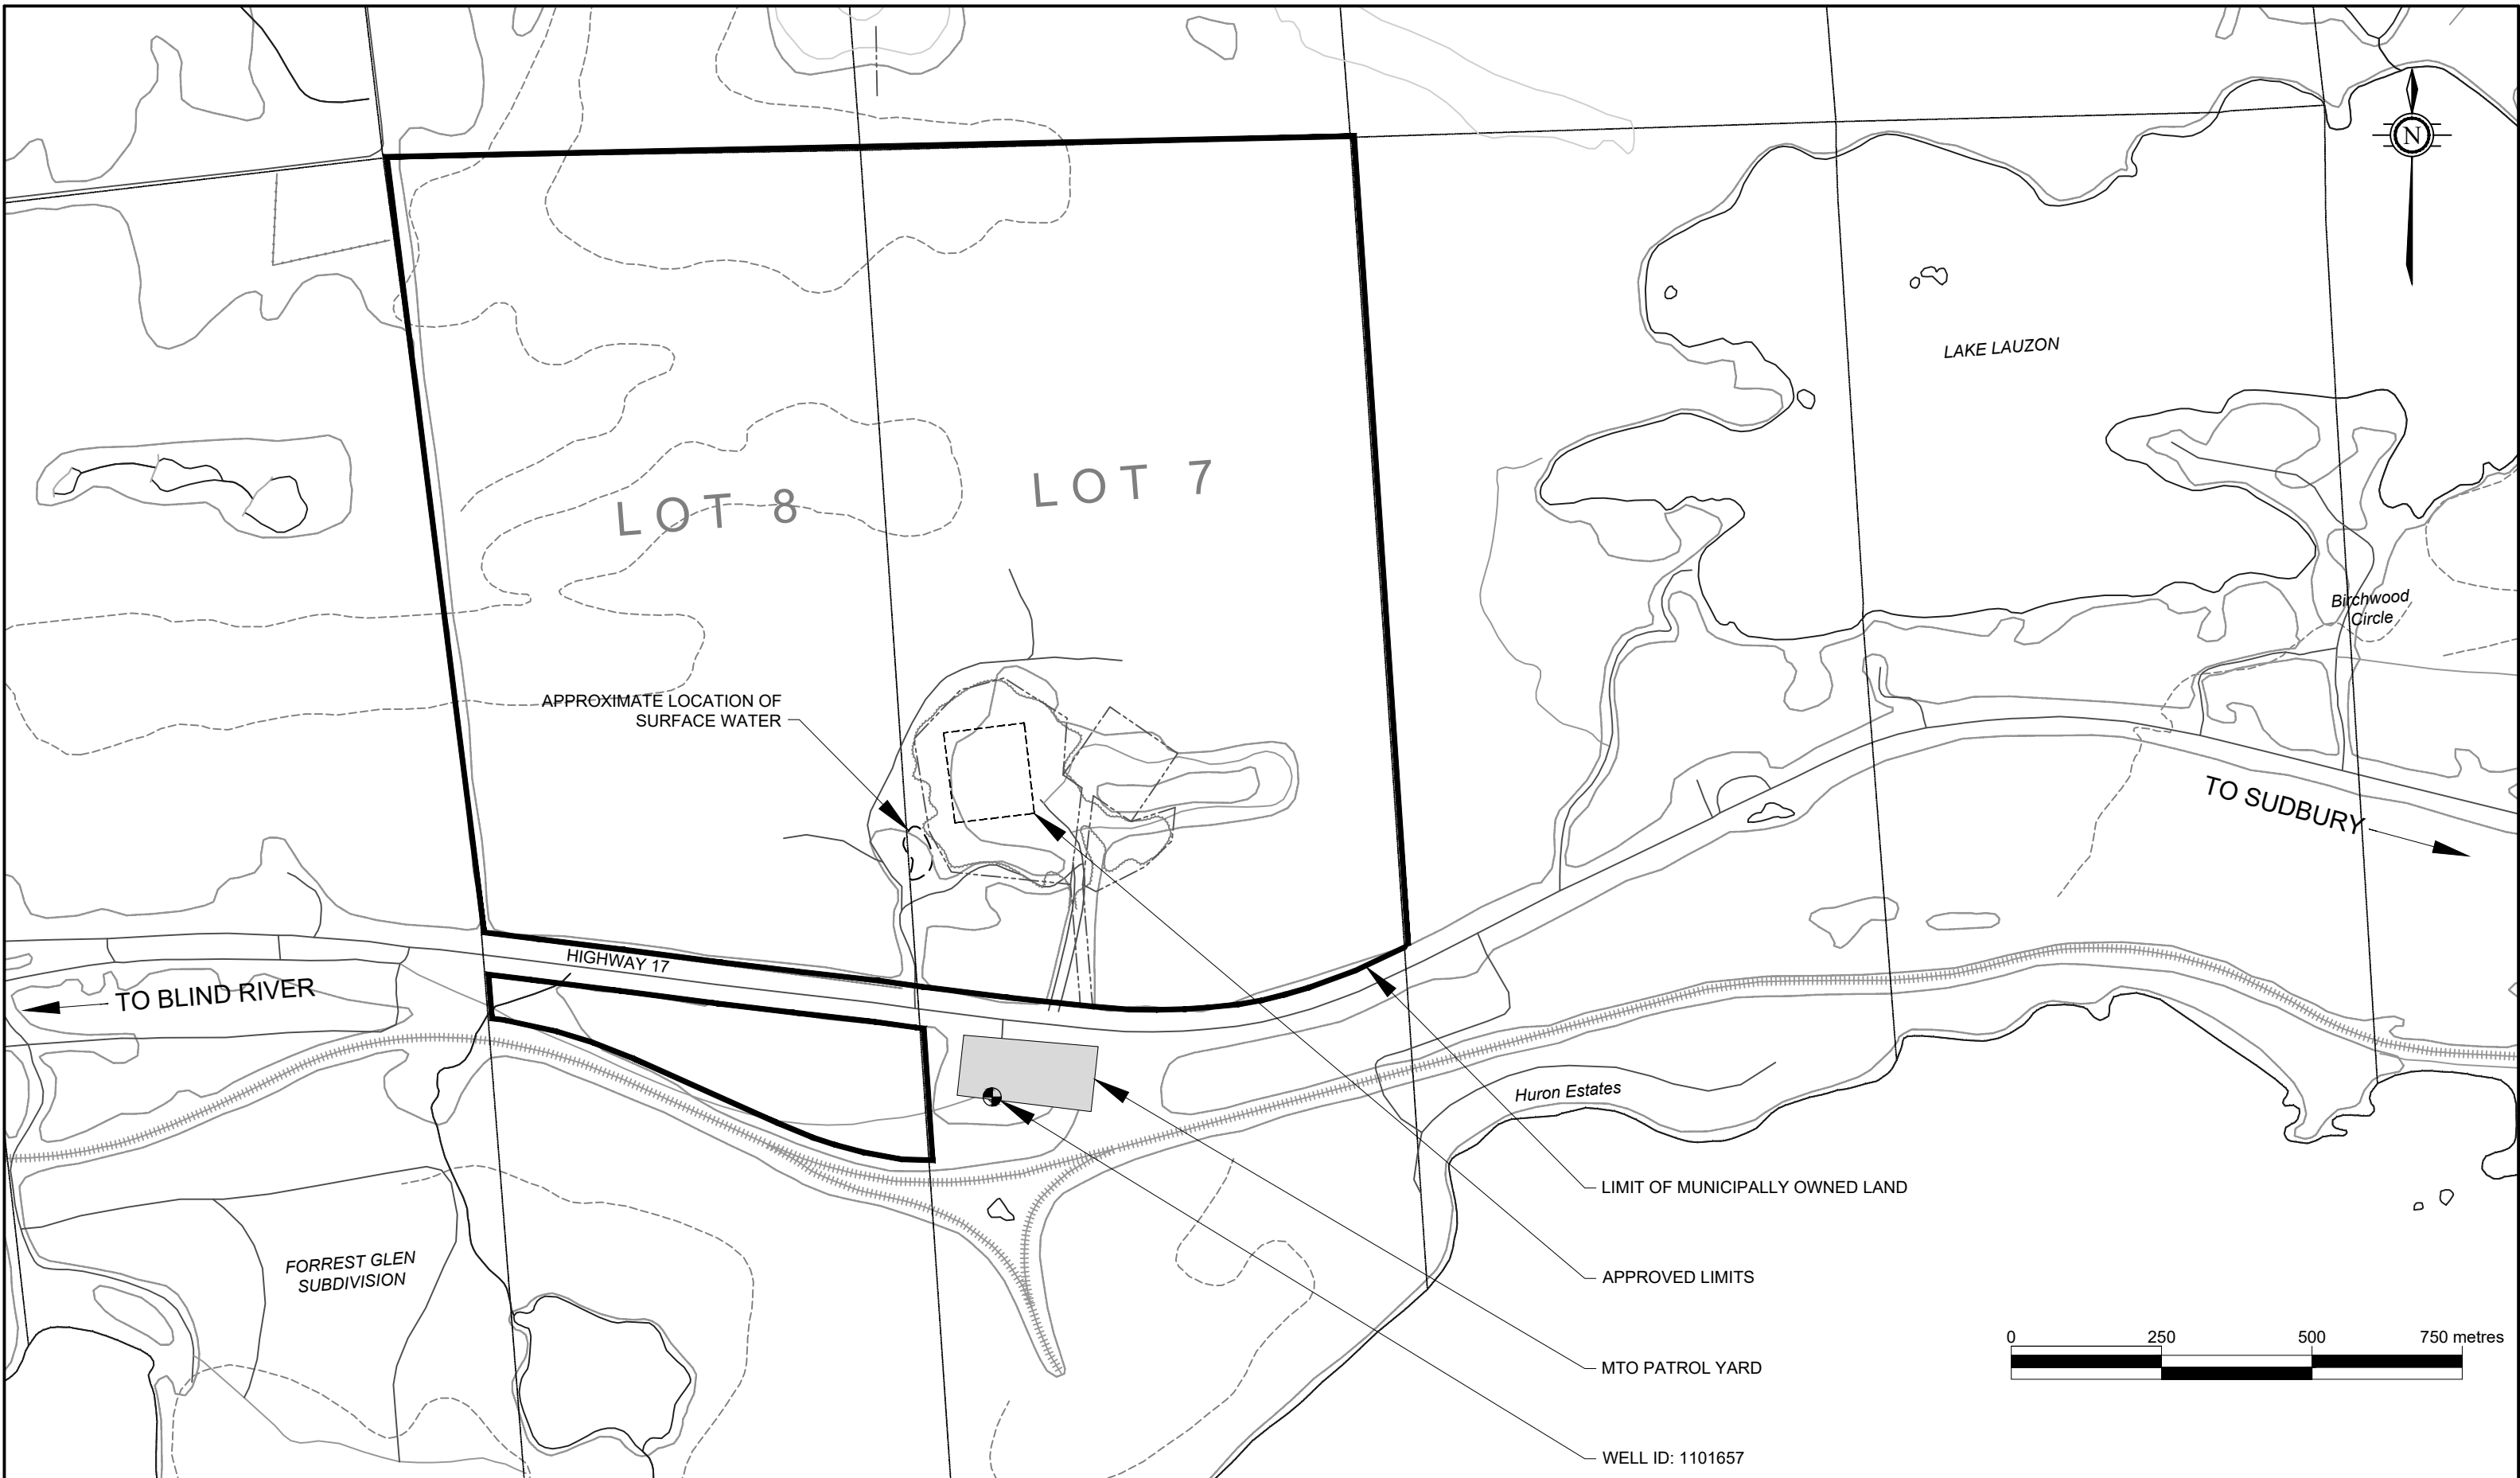 N
LAKE LAUZON
LOT 8
LOT 7
Birchwood
Circle
APPROXIMATE LOCATION OF
SURFACE WATER
TO SUDBURY
HIGHWAY 17
TO BLIND RIVER
Huron Estates
LIMIT OF MUNICIPALLY OWNED LAND
FORREST GLEN
SUBDIVISION
APPROVED LIMITS
0 250 500 750 metres
MTO PATROL YARD
WELL ID: 1101657